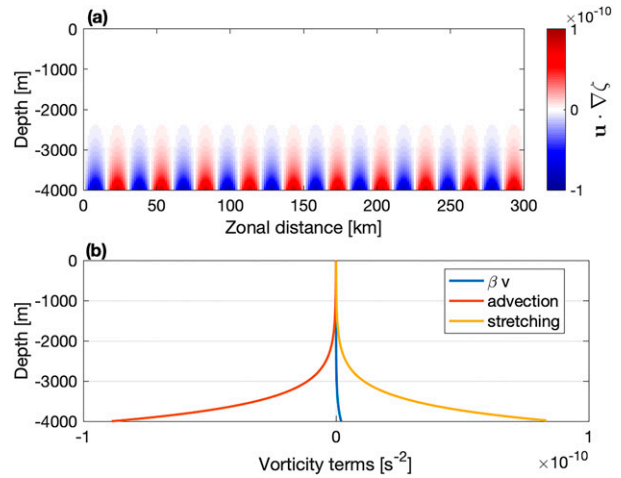 (a)
×10⁻¹⁰
0
-1000
-2000
-3000
-4000
Depth [m]
0 50 100 150 200 250 300
Zonal distance [km]
1
0
-1
u · ∇ζ
(b)
0
-1000
-2000
-3000
-4000
Depth [m]
β v
advection
stretching
-1 0 1
Vorticity terms [s⁻²]
×10⁻¹⁰